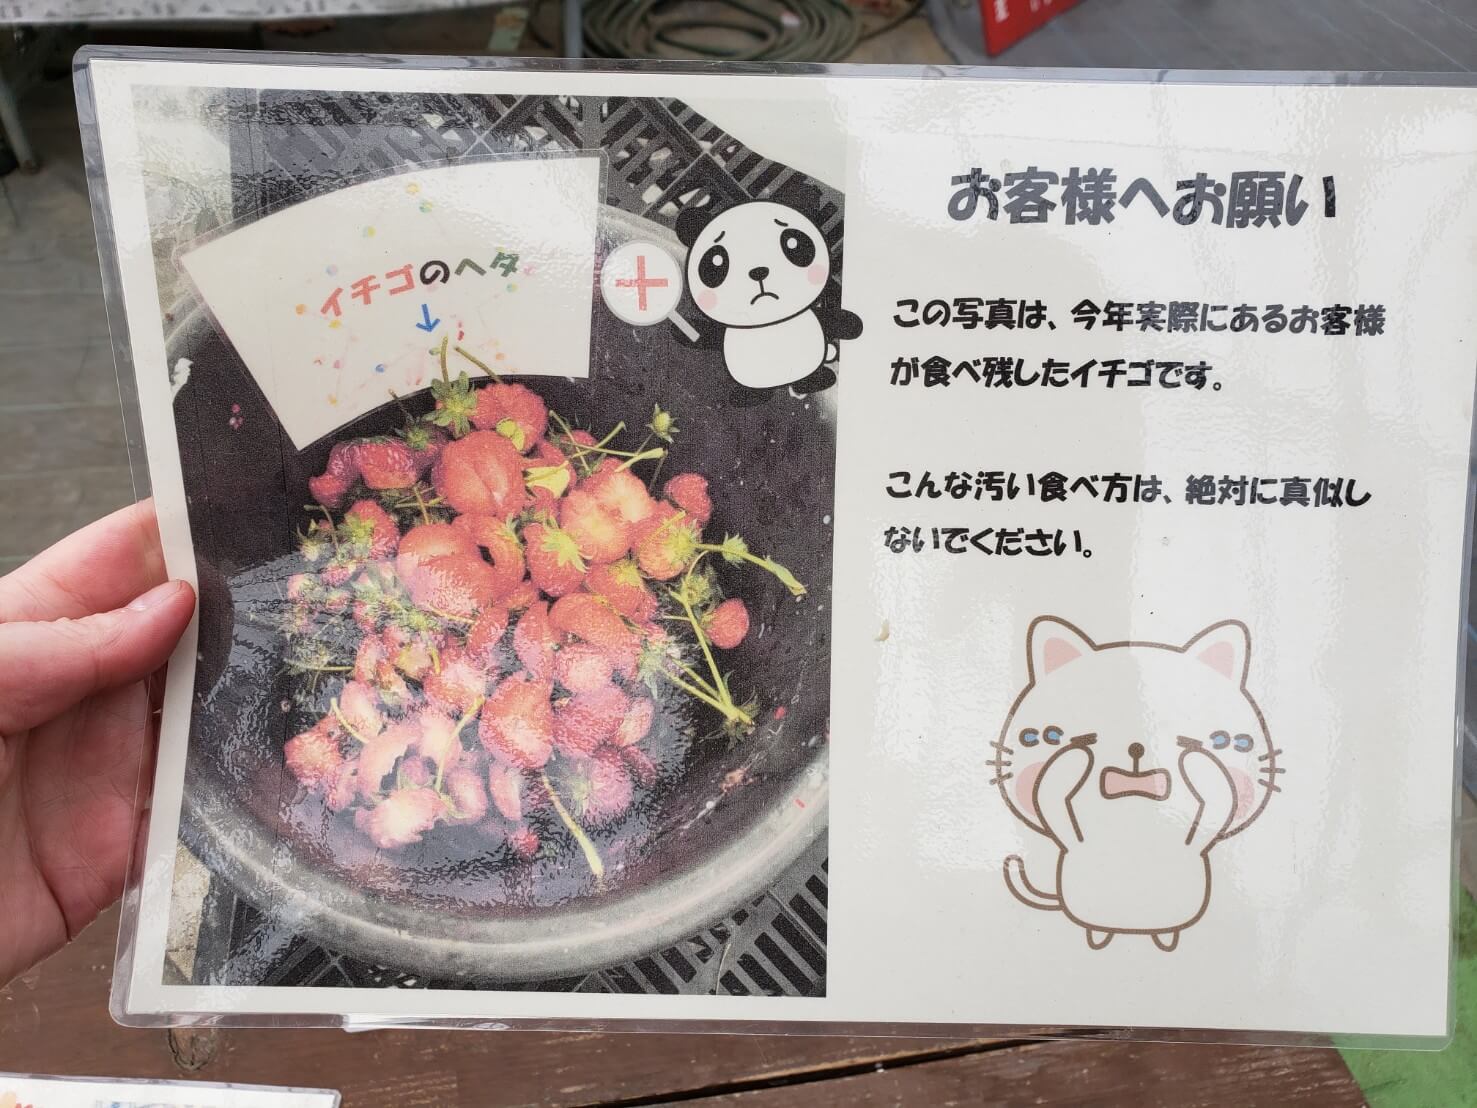 イチゴのヘタ
↓
お客様へお願い
この写真は、今年実際にあるお客様
が食べ残したイチゴです。
こんな汚い食べ方は、絶対に真似し
ないでください。